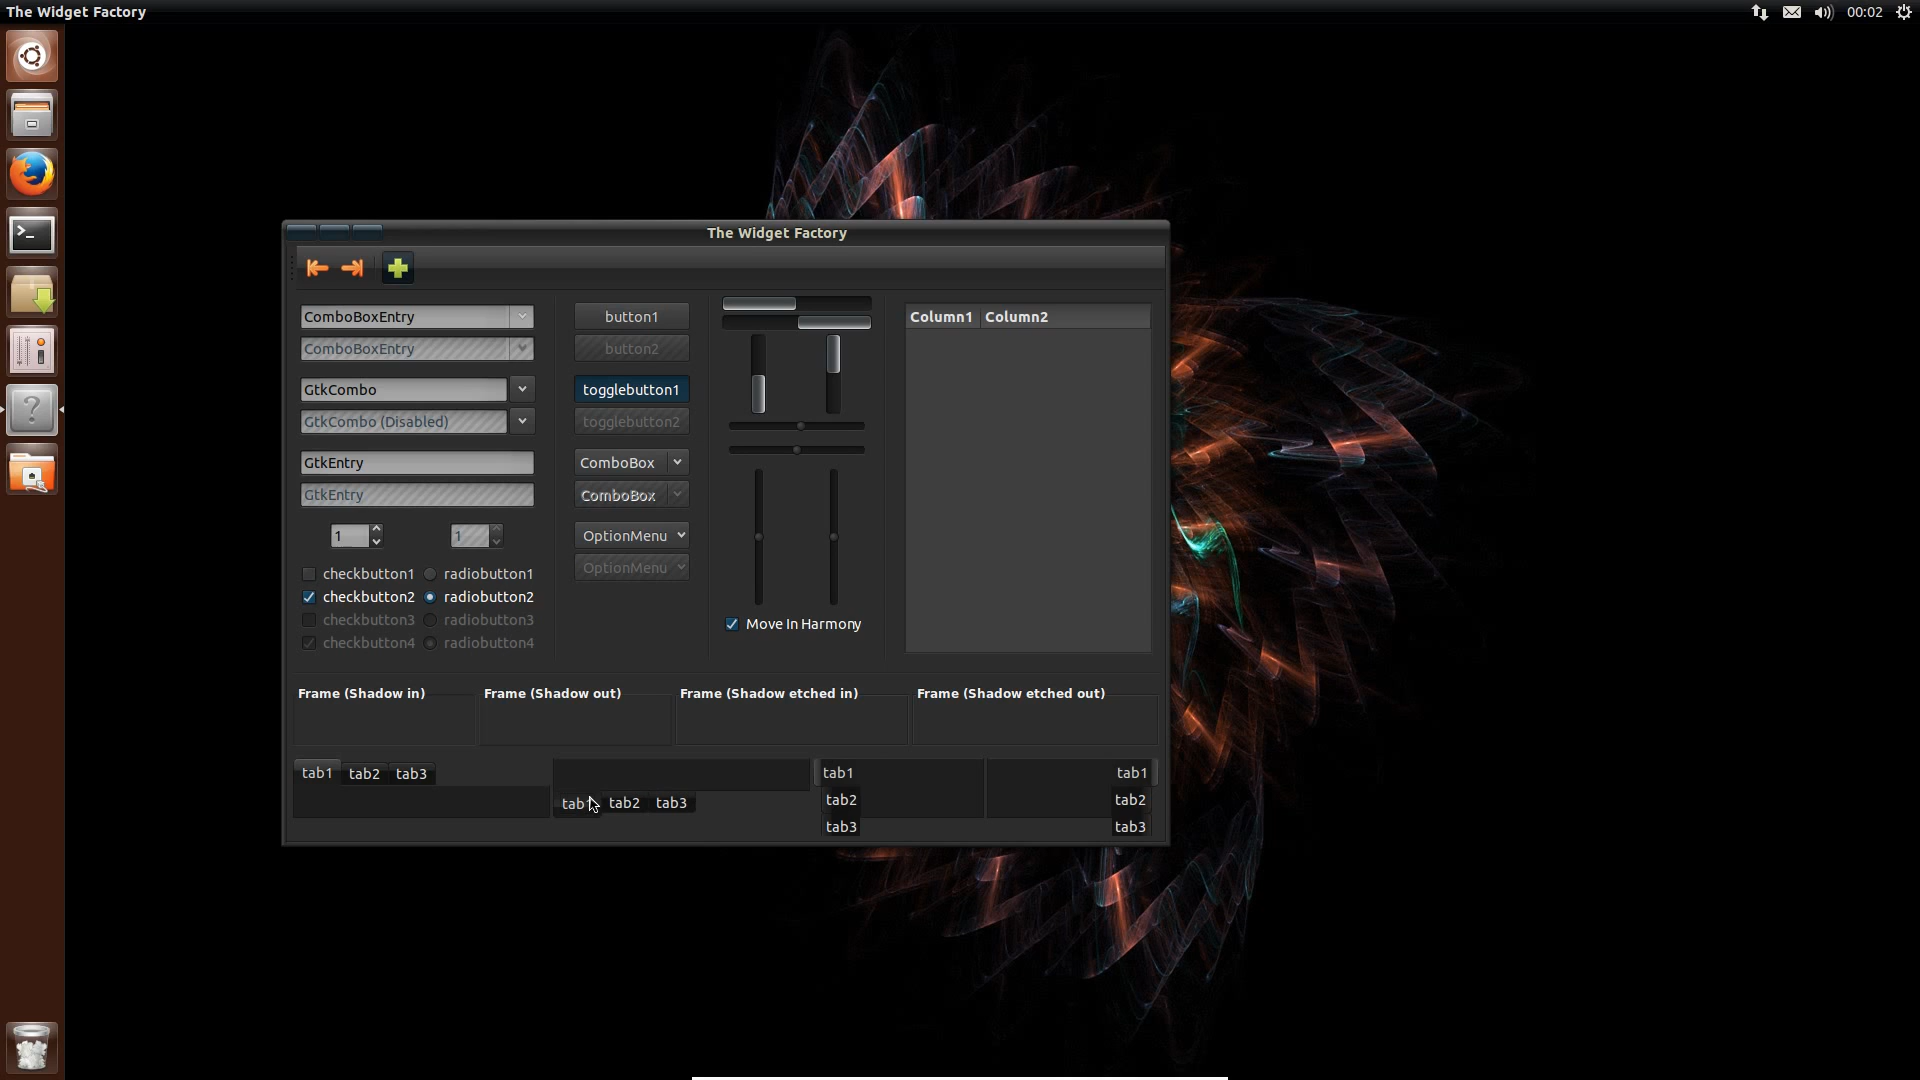 The Widget Factory
00:02
The Widget Factory
ComboBoxEntry
ComboBoxEntry
GtkCombo
GtkCombo (Disabled)
GtkEntry
GtkEntry
1
1
checkbutton1
radiobutton1
checkbutton2
radiobutton2
checkbutton3
radiobutton3
checkbutton4
radiobutton4
button1
button2
togglebutton1
togglebutton2
ComboBox
ComboBox
OptionMenu
OptionMenu
Move In Harmony
Column1
Column2
Frame (Shadow in)
Frame (Shadow out)
Frame (Shadow etched in)
Frame (Shadow etched out)
tab1
tab2
tab3
tab1
tab2
tab3
tab1
tab2
tab3
tab1
tab2
tab3